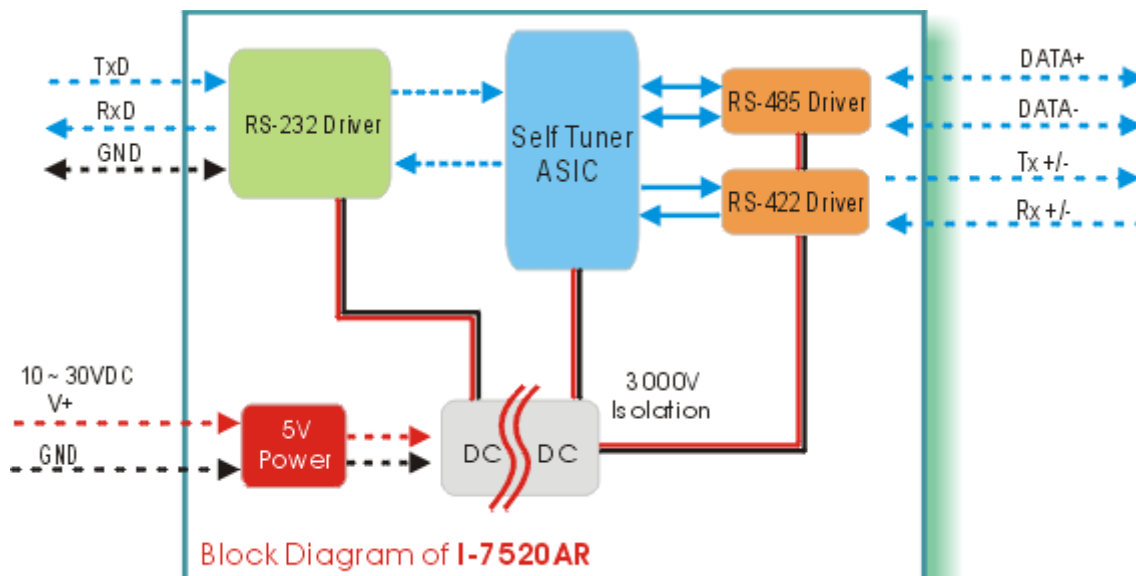 TxD
RxD
GND
RS-232 Driver
Self Tuner
ASIC
RS-485 Driver
RS-422 Driver
DATA+
DATA-
Tx +/-
Rx +/-
10 ~ 30VDC
V+
GND
5V
Power
DC DC
3000V
Isolation
Block Diagram of I-7520AR